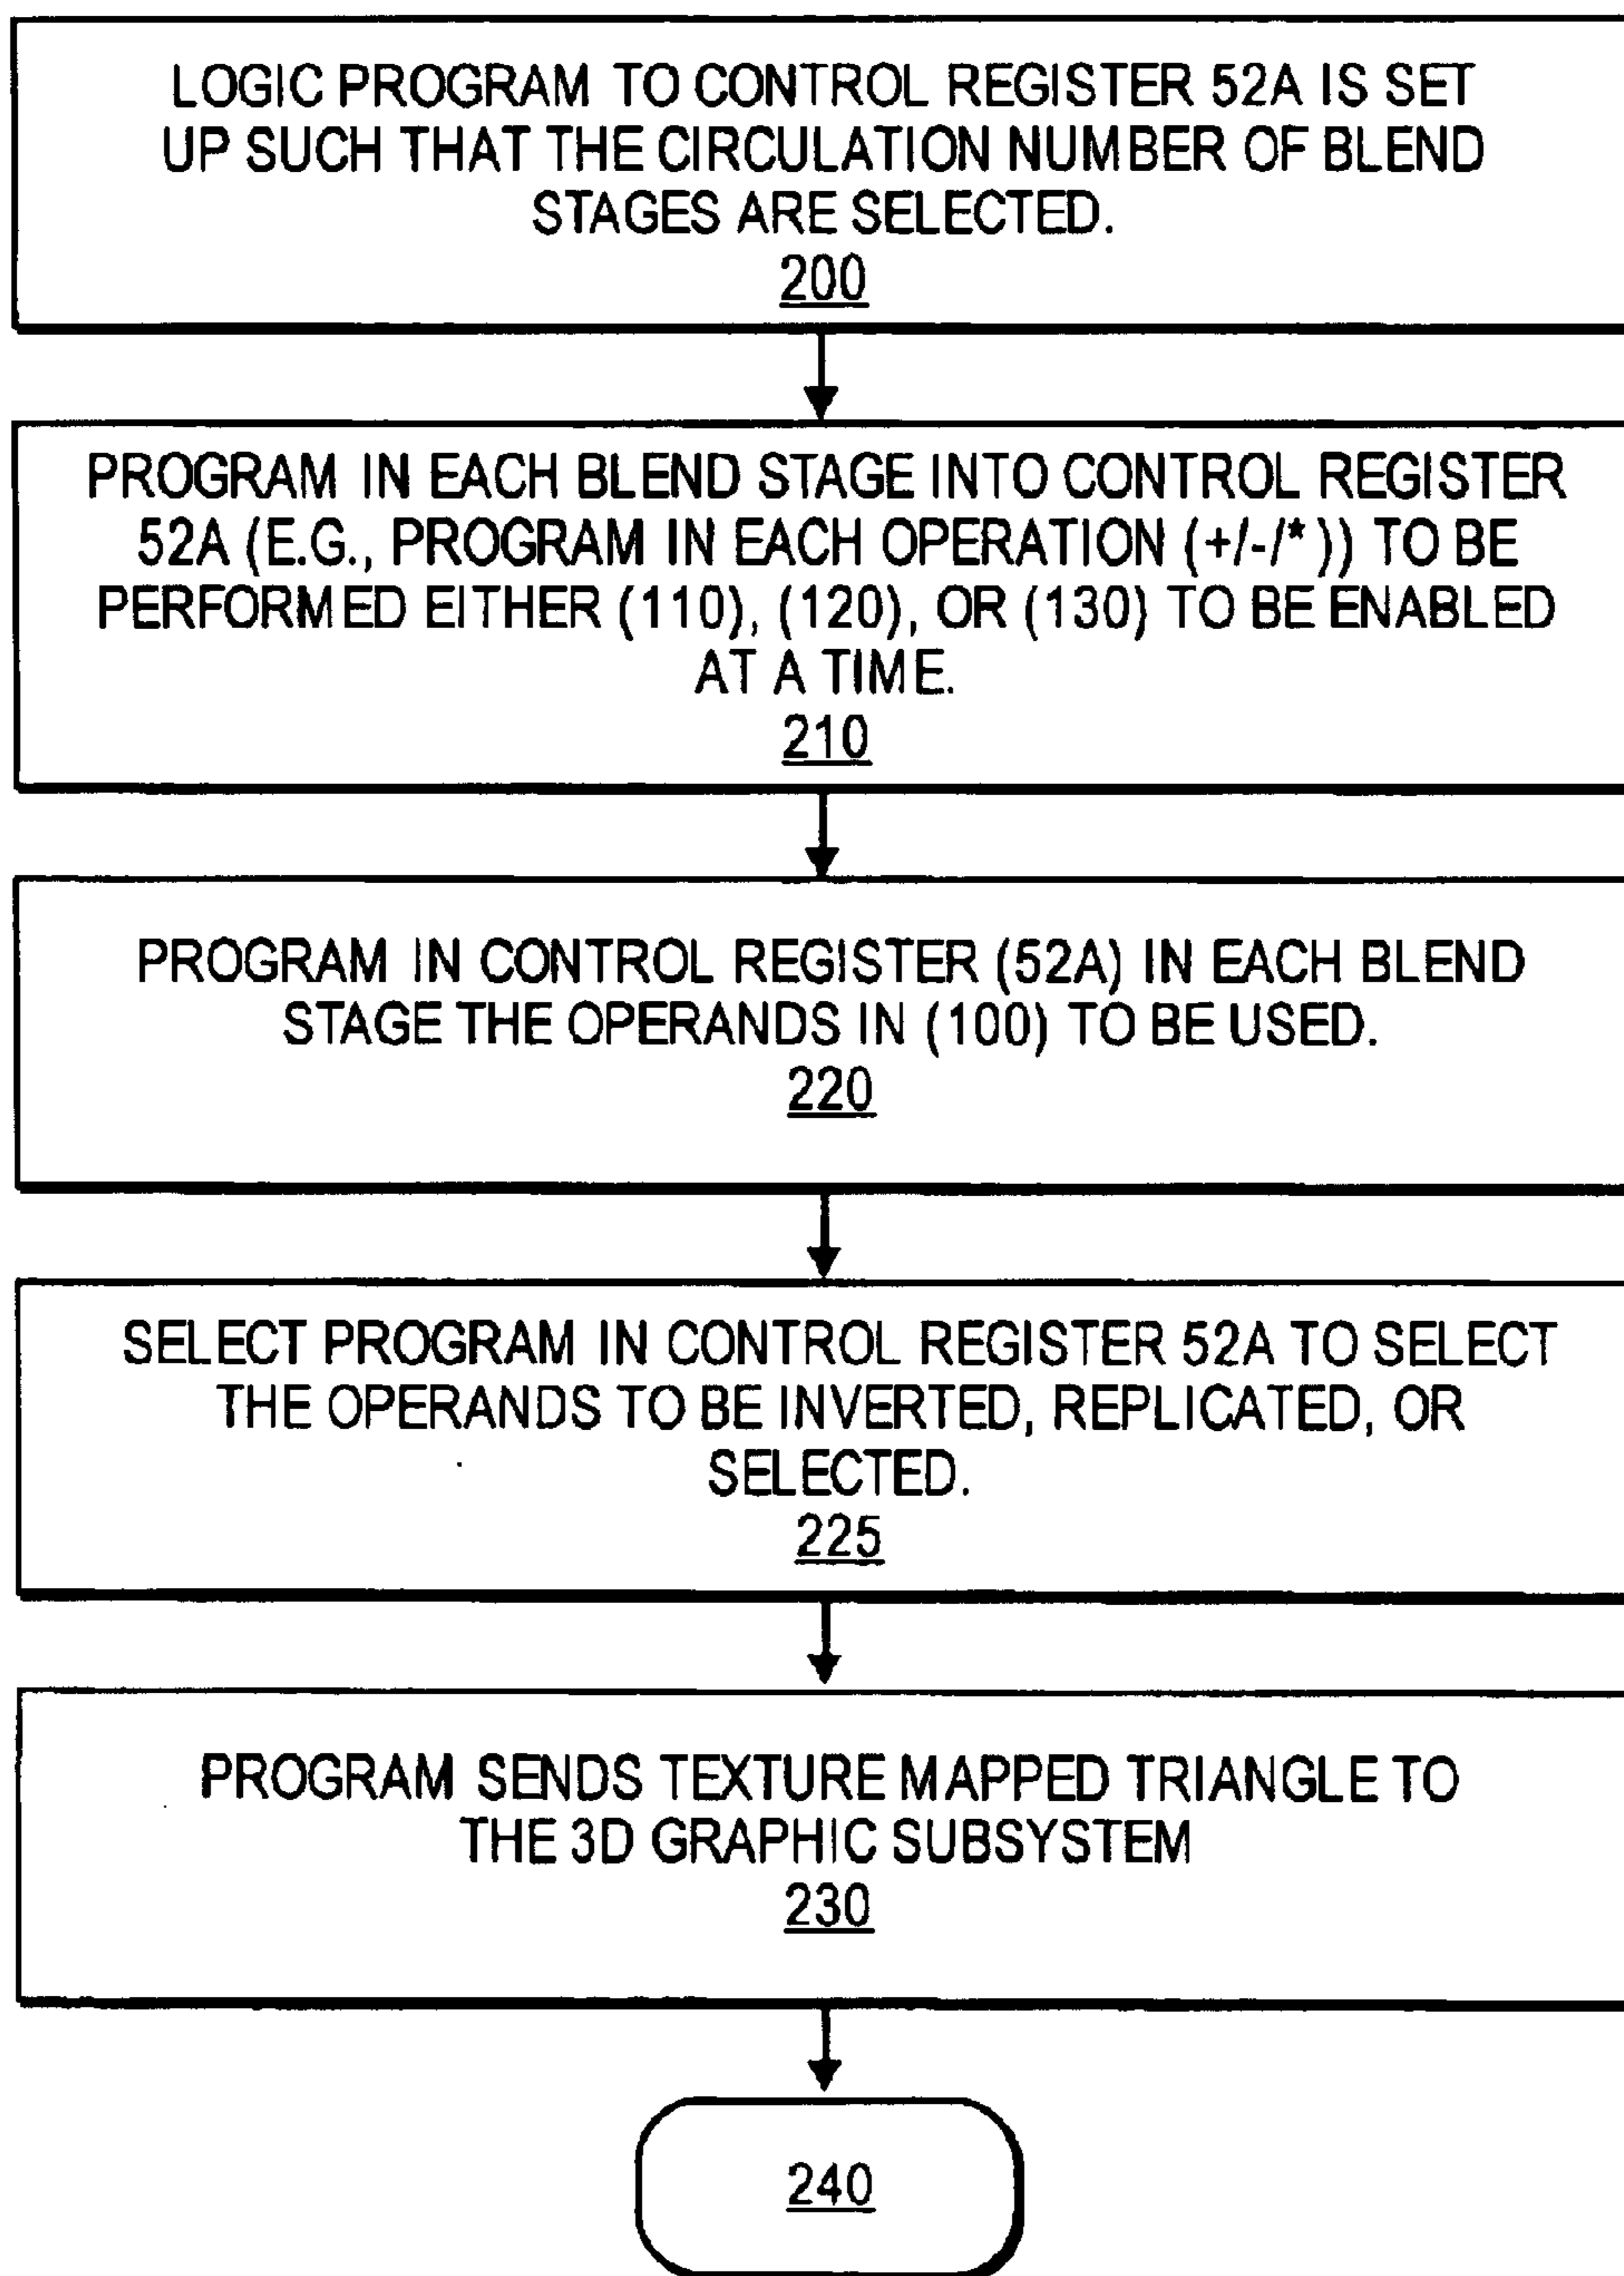 LOGIC PROGRAM TO CONTROL REGISTER 52A IS SET
UP SUCH THAT THE CIRCULATION NUMBER OF BLEND
STAGES ARE SELECTED.
200
PROGRAM IN EACH BLEND STAGE INTO CONTROL REGISTER
52A (E.G., PROGRAM IN EACH OPERATION (+/-/*)) TO BE
PERFORMED EITHER (110), (120), OR (130) TO BE ENABLED
AT A TIME.
210
PROGRAM IN CONTROL REGISTER (52A) IN EACH BLEND
STAGE THE OPERANDS IN (100) TO BE USED.
220
SELECT PROGRAM IN CONTROL REGISTER 52A TO SELECT
THE OPERANDS TO BE INVERTED, REPLICATED, OR
SELECTED.
225
PROGRAM SENDS TEXTURE MAPPED TRIANGLE TO
THE 3D GRAPHIC SUBSYSTEM
230
240